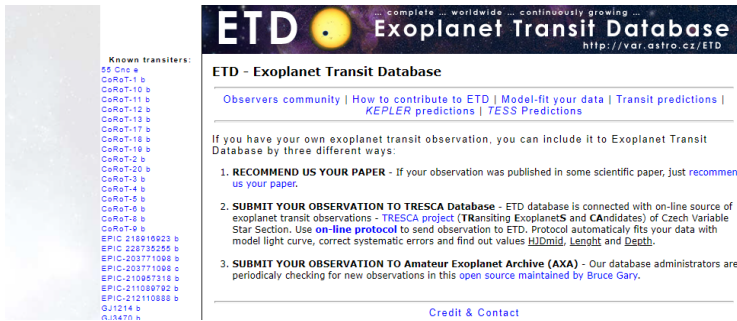 ETD
... complete ... worldwide ... continuously growing ...
Exoplanet Transit Database
http://var.astro.cz/ETD
Known transiters:
55 Cnc e
CoRoT-1 b
CoRoT-10 b
CoRoT-11 b
CoRoT-12 b
CoRoT-13 b
CoRoT-17 b
CoRoT-18 b
CoRoT-19 b
CoRoT-2 b
CoRoT-20 b
CoRoT-3 b
CoRoT-4 b
CoRoT-5 b
CoRoT-6 b
CoRoT-8 b
CoRoT-9 b
EPIC 218916923 b
EPIC 228735255 b
EPIC-203771098 b
EPIC-203771098 c
EPIC-210957318 b
EPIC-211089792 b
EPIC-212110888 b
GJ1214 b
GJ3470 b
ETD - Exoplanet Transit Database
Observers community | How to contribute to ETD | Model-fit your data | Transit predictions |
KEPLER predictions | TESS Predictions
If you have your own exoplanet transit observation, you can include it to Exoplanet Transit
Database by three different ways:
1. RECOMMEND US YOUR PAPER - If your observation was published in some scientific paper, just recommen
us your paper.
2. SUBMIT YOUR OBSERVATION TO TRESCA Database - ETD database is connected with on-line source of
exoplanet transit observations - TRESCA project (TRansiting ExoplanetS and CAndidates) of Czech Variable
Star Section. Use on-line protocol to send observation to ETD. Protocol automaticaly fits your data with
model light curve, correct systematic errors and find out values HJDmid, Lenght and Depth.
3. SUBMIT YOUR OBSERVATION TO Amateur Exoplanet Archive (AXA) - Our database administrators are
periodicaly checking for new observations in this open source maintained by Bruce Gary.
Credit & Contact